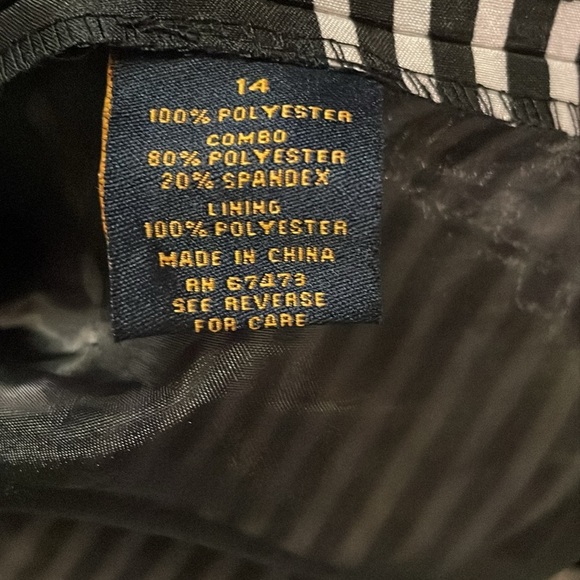 14
100% POLYESTER
COMBO
80% POLYESTER
20% SPANDEX
LINING
100% POLYESTER
MADE IN CHINA
RN 67473
SEE REVERSE
FOR CARE